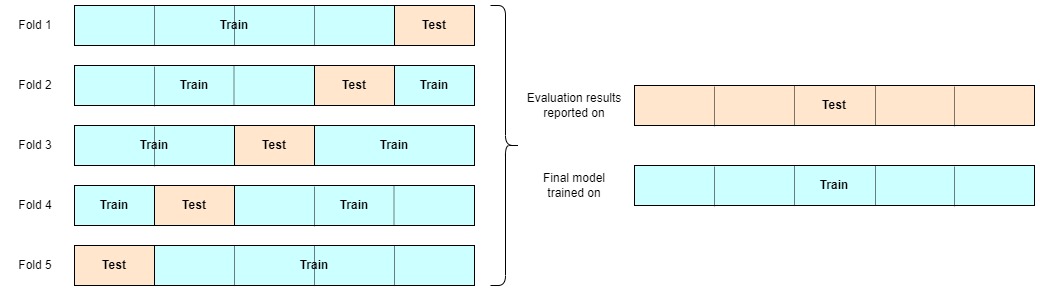 Fold 1
Train
Test
Fold 2
Train
Test
Train
Fold 3
Train
Test
Train
Fold 4
Train
Test
Train
Fold 5
Test
Train
Evaluation results
reported on
Test
Final model
trained on
Train